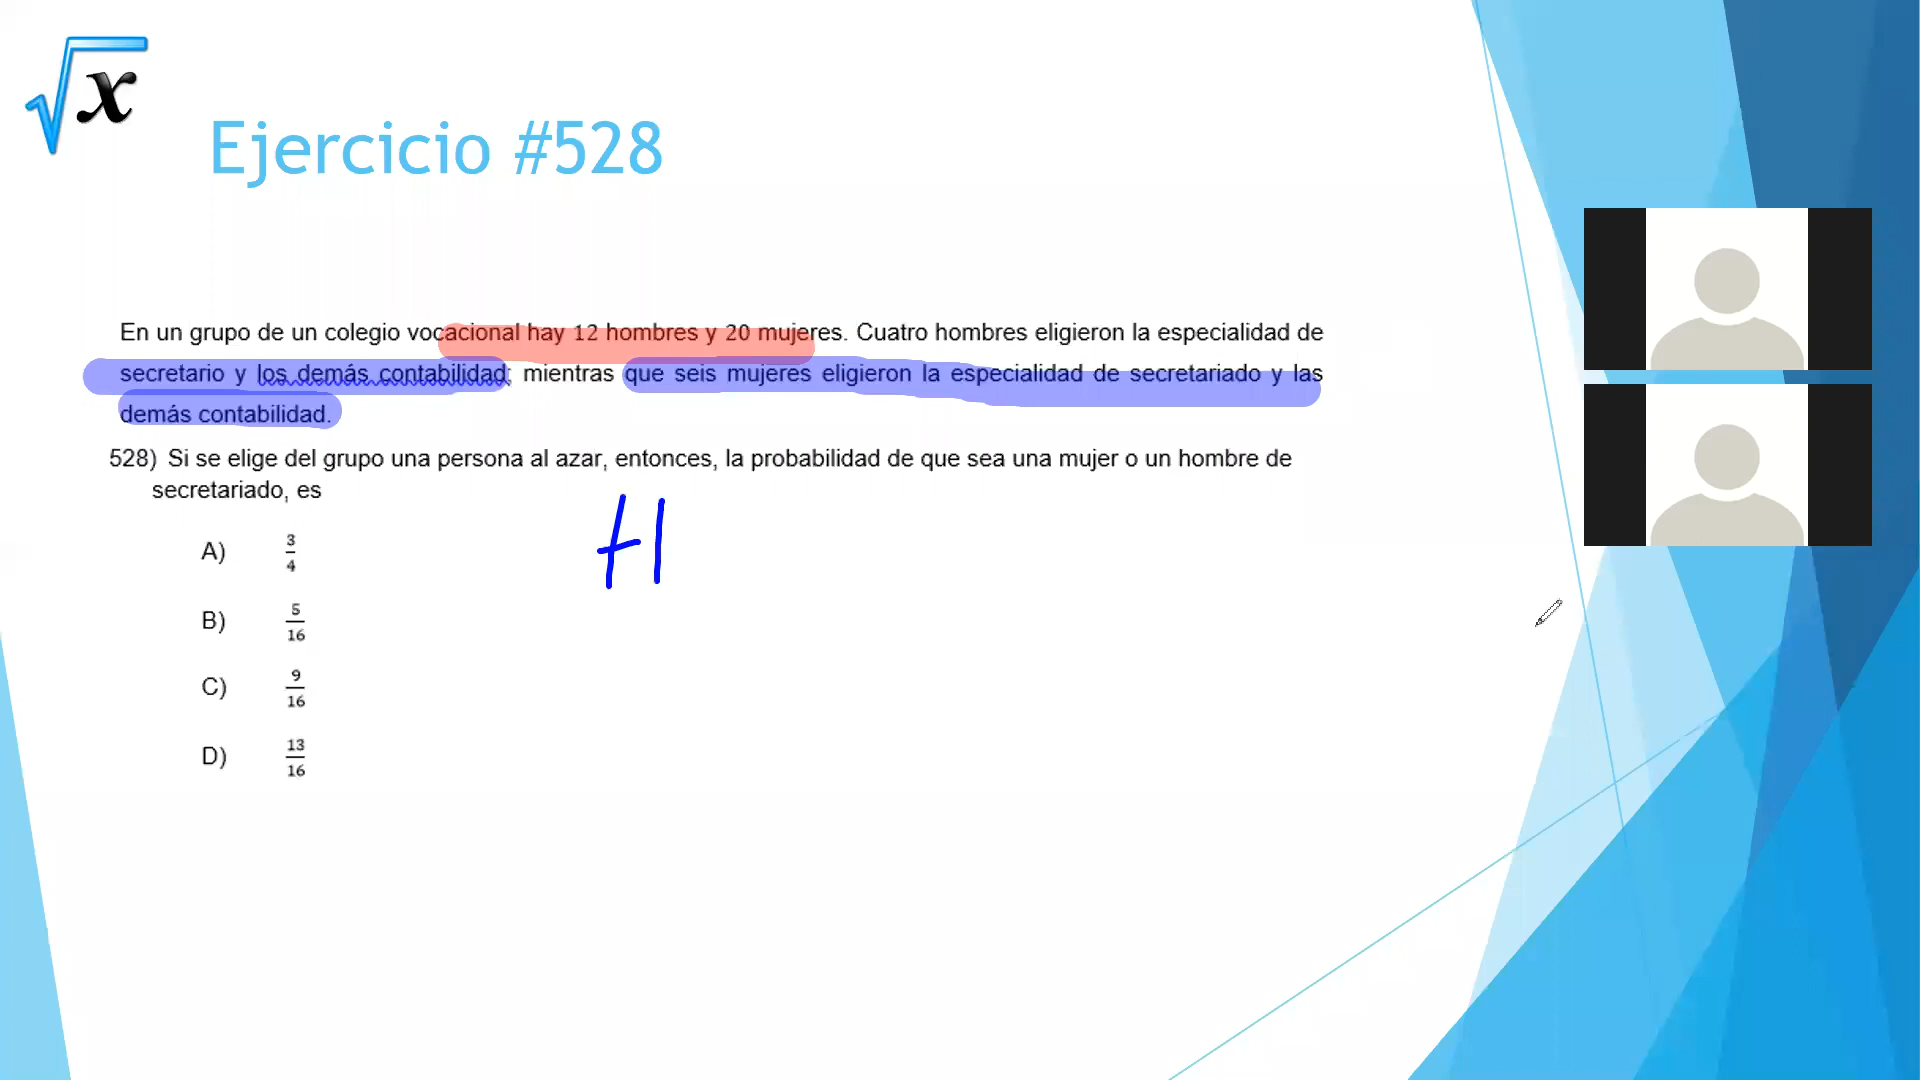 √x
Ejercicio #528
En un grupo de un colegio vocacional hay 12 hombres y 20 mujeres. Cuatro hombres eligieron la especialidad de
secretario y los demás contabilidad; mientras que seis mujeres eligieron la especialidad de secretariado y las
demás contabilidad.
528) Si se elige del grupo una persona al azar, entonces, la probabilidad de que sea una mujer o un hombre de
secretariado, es
A) 3/4
B) 5/16
C) 9/16
D) 13/16
H